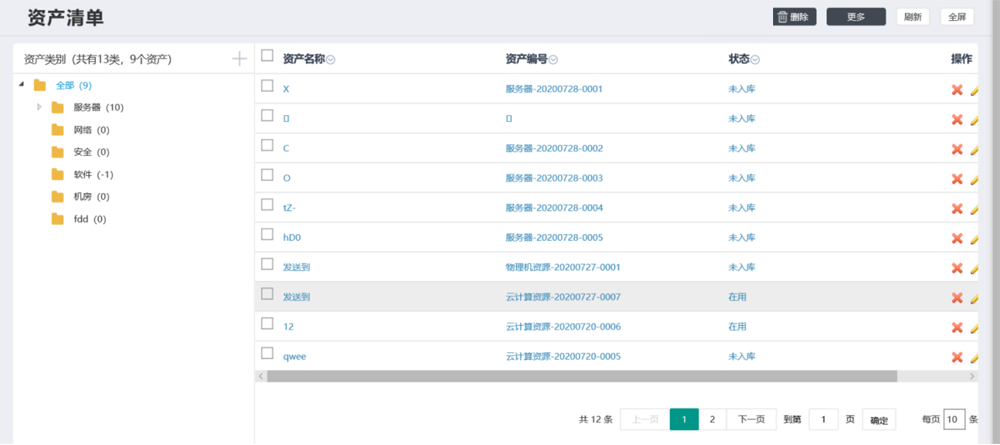 资产清单
删除 更多 刷新 全屏
资产类别 (共有13类，9个资产)
全部 (9)
服务器 (10)
网络 (0)
安全 (0)
软件 (-1)
机房 (0)
fdd (0)
资产名称 资产编号 状态 操作
X 服务器-20200728-0001 未入库
[] [] 未入库
C 服务器-20200728-0002 未入库
O 服务器-20200728-0003 未入库
tZ- 服务器-20200728-0004 未入库
hD0 服务器-20200728-0005 未入库
发送到 物理机资源-20200727-0001 未入库
发送到 云计算资源-20200727-0007 在用
12 云计算资源-20200720-0006 在用
qwee 云计算资源-20200720-0005 未入库
共 12 条 上一页 1 2 下一页 到第 1 页 确定 每页 10 条